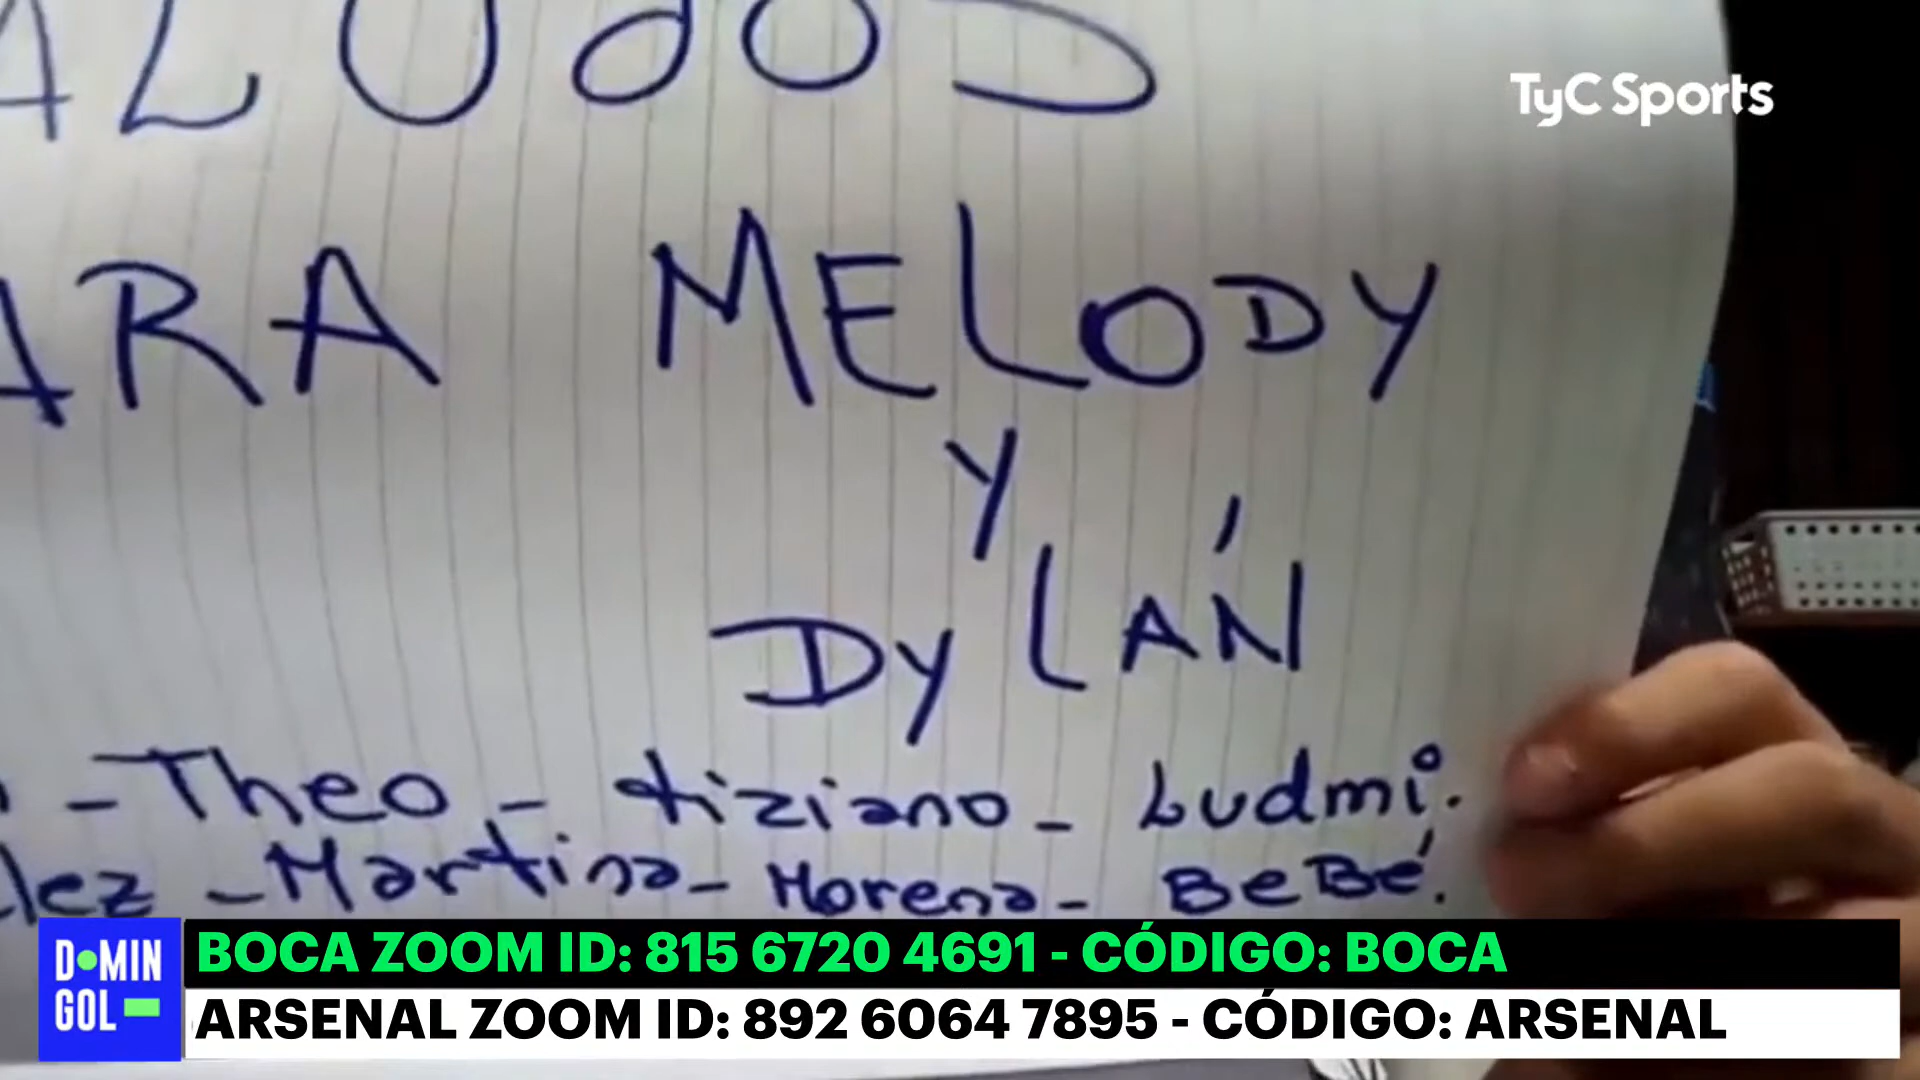 ALUdOS
TyC Sports
ARA MELODY
Y
DYLAŃ
- Theo - tiziano - Ludmi.
lez - Martina - Morena - BeBé.
D•MIN
GOL
BOCA ZOOM ID: 815 6720 4691 - CÓDIGO: BOCA
ARSENAL ZOOM ID: 892 6064 7895 - CÓDIGO: ARSENAL